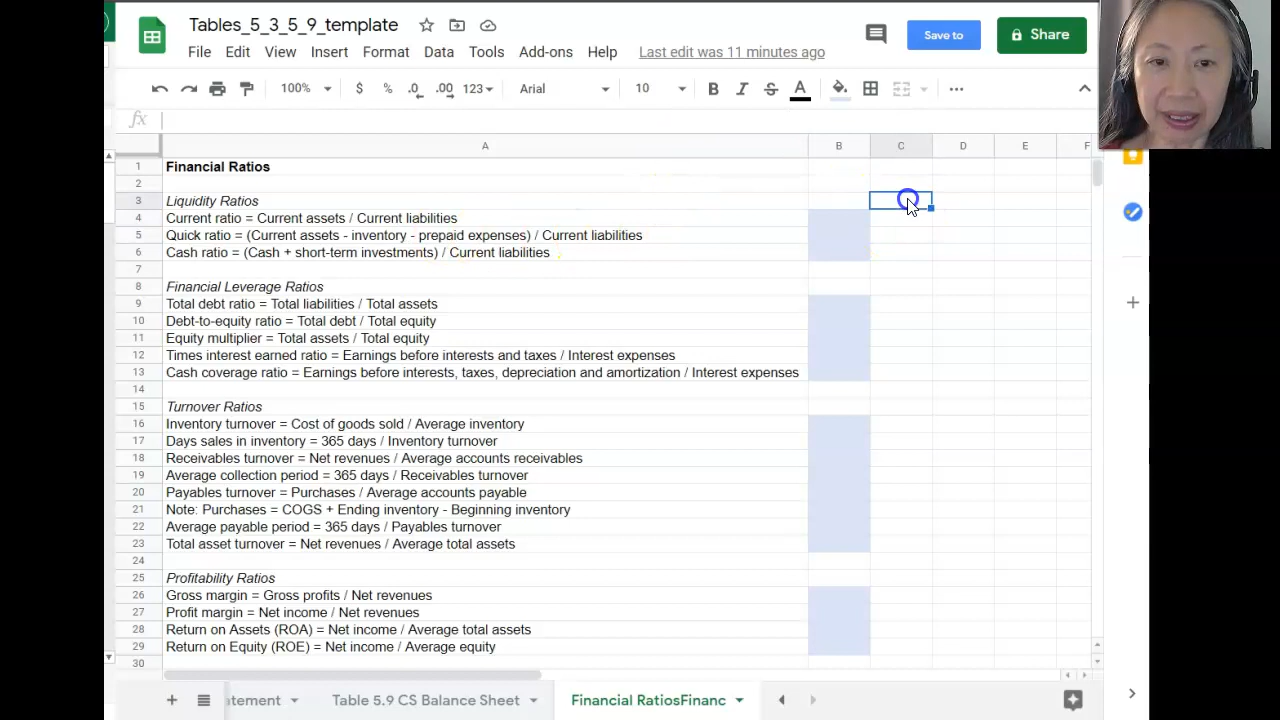 Tables_5_3_5_9_template
File Edit View Insert Format Data Tools Add-ons Help Last edit was 11 minutes ago
Save to
Share
100% $ % .0 .00 123 Arial 10 B I S A
fx
A B C D E F
1 Financial Ratios
2
3 Liquidity Ratios
4 Current ratio = Current assets / Current liabilities
5 Quick ratio = (Current assets - inventory - prepaid expenses) / Current liabilities
6 Cash ratio = (Cash + short-term investments) / Current liabilities
7
8 Financial Leverage Ratios
9 Total debt ratio = Total liabilities / Total assets
10 Debt-to-equity ratio = Total debt / Total equity
11 Equity multiplier = Total assets / Total equity
12 Times interest earned ratio = Earnings before interests and taxes / Interest expenses
13 Cash coverage ratio = Earnings before interests, taxes, depreciation and amortization / Interest expenses
14
15 Turnover Ratios
16 Inventory turnover = Cost of goods sold / Average inventory
17 Days sales in inventory = 365 days / Inventory turnover
18 Receivables turnover = Net revenues / Average accounts receivables
19 Average collection period = 365 days / Receivables turnover
20 Payables turnover = Purchases / Average accounts payable
21 Note: Purchases = COGS + Ending inventory - Beginning inventory
22 Average payable period = 365 days / Payables turnover
23 Total asset turnover = Net revenues / Average total assets
24
25 Profitability Ratios
26 Gross margin = Gross profits / Net revenues
27 Profit margin = Net income / Net revenues
28 Return on Assets (ROA) = Net income / Average total assets
29 Return on Equity (ROE) = Net income / Average equity
30
atement Table 5.9 CS Balance Sheet Financial RatiosFinanc